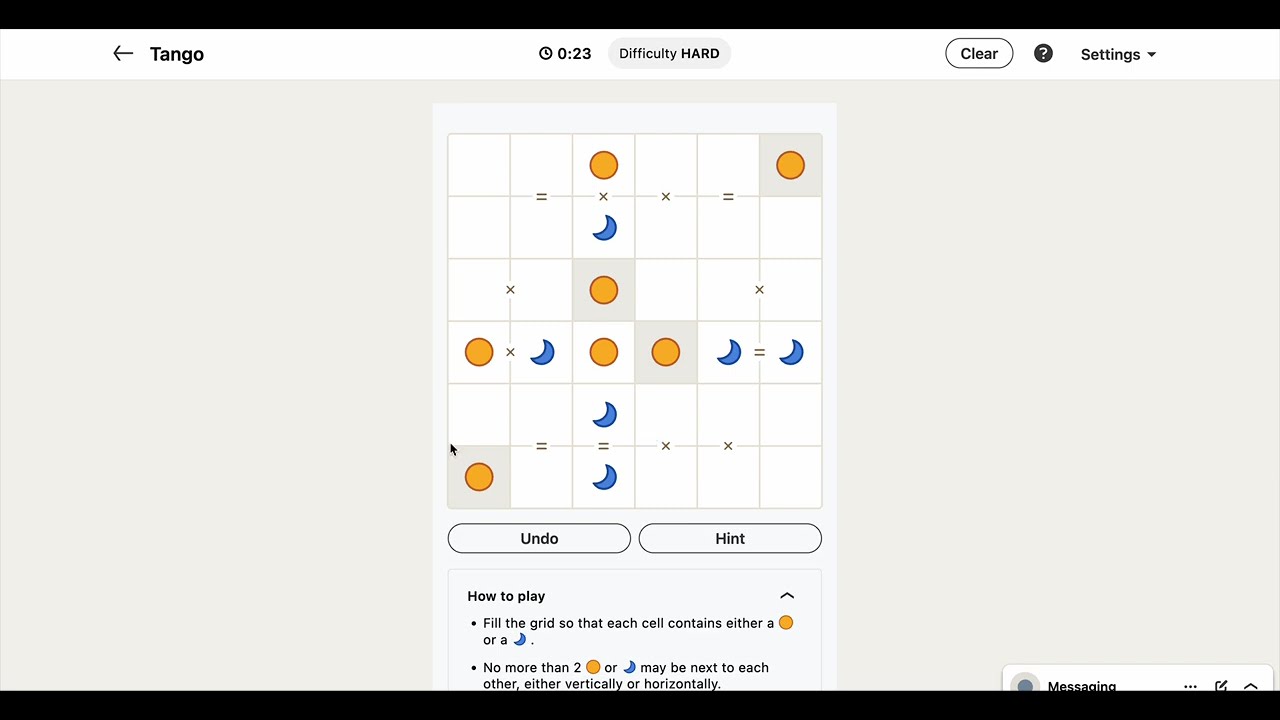 Tango
0:23
Difficulty HARD
Clear
?
Settings
= × × =
× ×
× =
= = × ×
Undo
Hint
How to play
• Fill the grid so that each cell contains either a
or a .
• No more than 2 or may be next to each
other, either vertically or horizontally.
Messaging